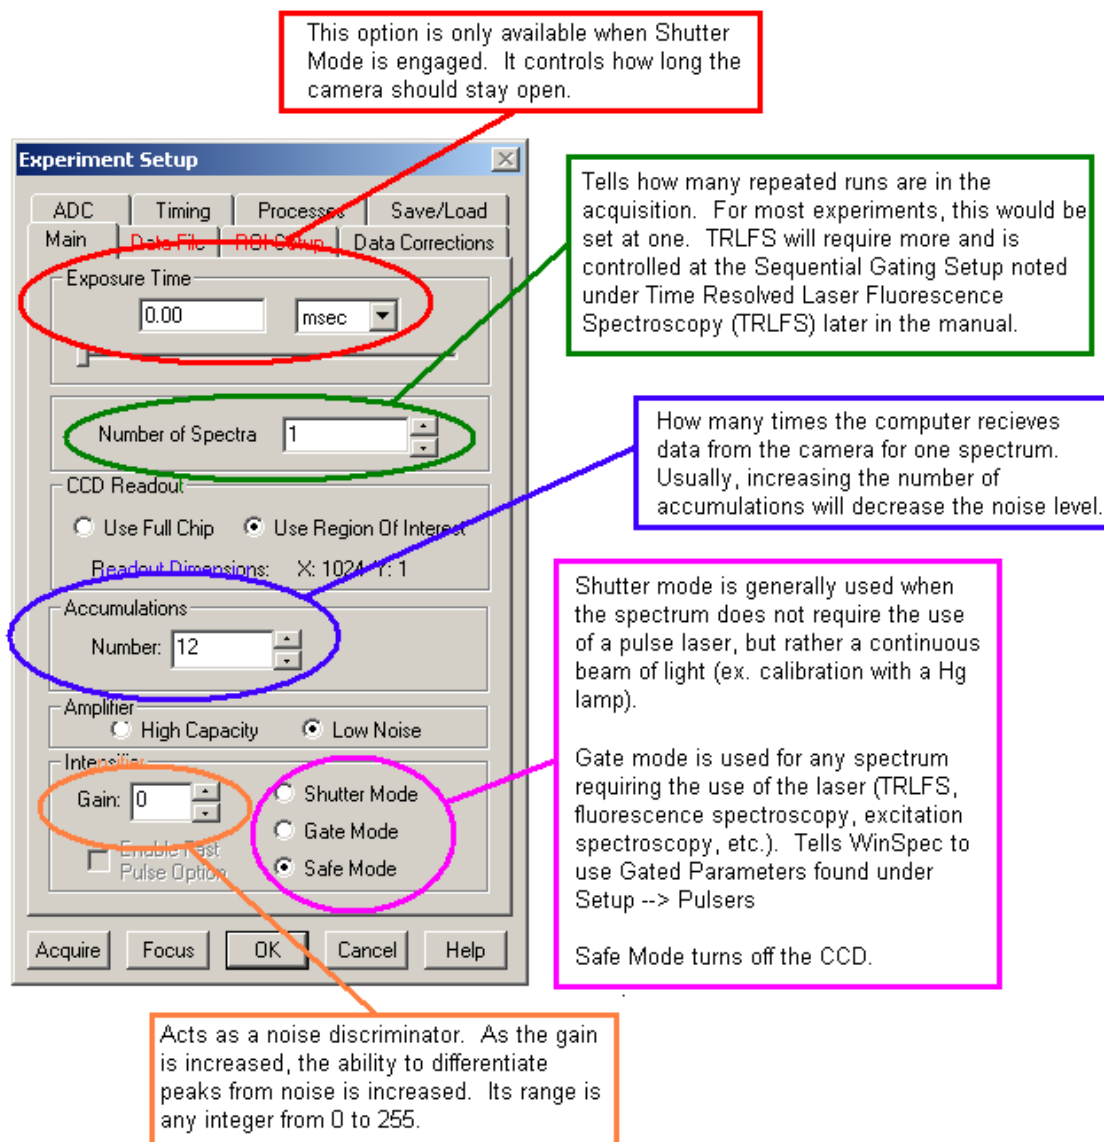 This option is only available when Shutter
Mode is engaged.  It controls how long the
camera should stay open.
Experiment Setup
ADC
Timing
Processes
Save/Load
Main
Data File
ROI Setup
Data Corrections
Exposure Time
0.00
msec
Tells how many repeated runs are in the
acquisition.  For most experiments, this would be
set at one.  TRLFS will require more and is
controlled at the Sequential Gating Setup noted
under Time Resolved Laser Fluorescence
Spectroscopy (TRLFS) later in the manual.
Number of Spectra
1
How many times the computer recieves
data from the camera for one spectrum.
Usually, increasing the number of
accumulations will decrease the noise level.
CCD Readout
Use Full Chip
Use Region Of Interest
Readout Dimensions:
X: 1024 Y: 1
Accumulations
Number:
12
Amplifier
High Capacity
Low Noise
Intensifier
Gain:
0
Enable Fast
Pulse Option
Shutter Mode
Gate Mode
Safe Mode
Shutter mode is generally used when
the spectrum does not require the use
of a pulse laser, but rather a continuous
beam of light (ex. calibration with a Hg
lamp).
Gate mode is used for any spectrum
requiring the use of the laser (TRLFS,
fluorescence spectroscopy, excitation
spectroscopy, etc.).  Tells WinSpec to
use Gated Parameters found under
Setup --> Pulsers
Safe Mode turns off the CCD.
Acquire
Focus
OK
Cancel
Help
Acts as a noise discriminator.  As the gain
is increased, the ability to differentiate
peaks from noise is increased.  Its range is
any integer from 0 to 255.